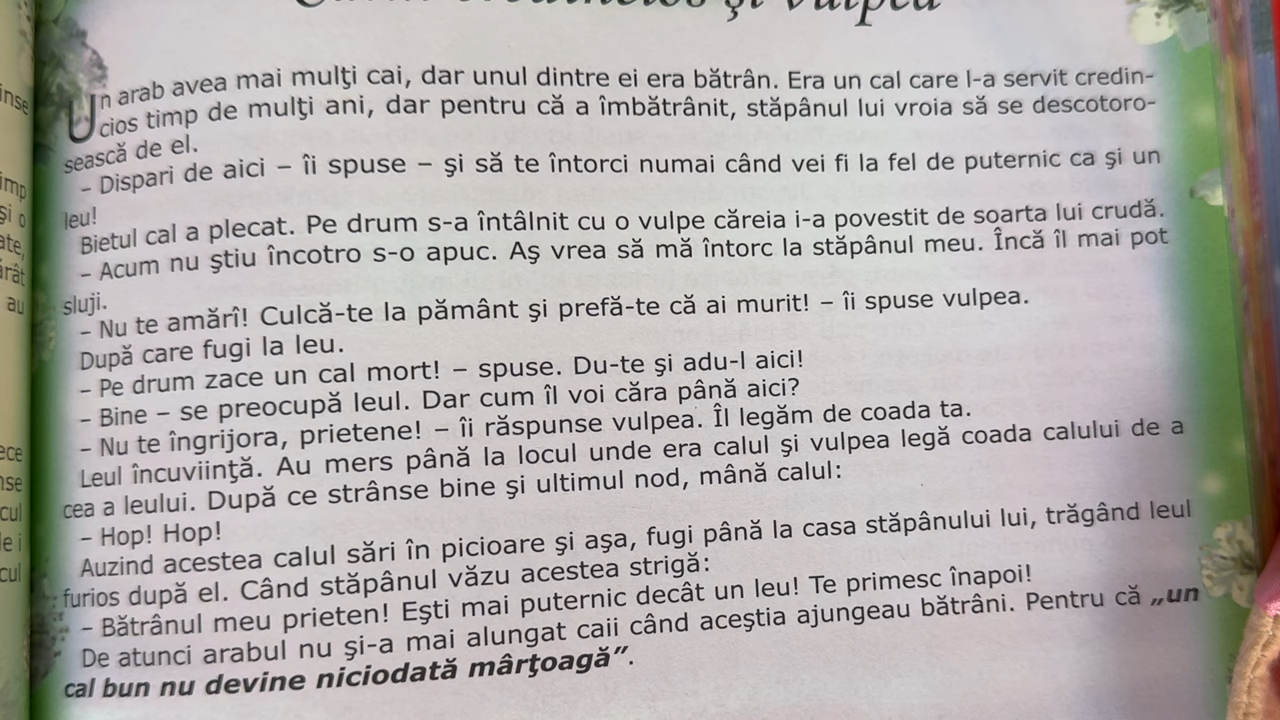 şi vulpea
Un arab avea mai mulţi cai, dar unul dintre ei era bătrân. Era un cal care l-a servit credin-
cios timp de mulţi ani, dar pentru că a îmbătrânit, stăpânul lui vroia să se descotoro-
sească de el.
– Dispari de aici – îi spuse – şi să te întorci numai când vei fi la fel de puternic ca şi un
leu!
Bietul cal a plecat. Pe drum s-a întâlnit cu o vulpe căreia i-a povestit de soarta lui crudă.
– Acum nu ştiu încotro s-o apuc. Aş vrea să mă întorc la stăpânul meu. Încă îl mai pot
sluji.
– Nu te amărî! Culcă-te la pământ şi prefă-te că ai murit! – îi spuse vulpea.
După care fugi la leu.
– Pe drum zace un cal mort! – spuse. Du-te şi adu-l aici!
– Bine – se preocupă leul. Dar cum îl voi căra până aici?
– Nu te îngrijora, prietene! – îi răspunse vulpea. Îl legăm de coada ta.
Leul încuviinţă. Au mers până la locul unde era calul şi vulpea legă coada calului de a
cea a leului. După ce strânse bine şi ultimul nod, mână calul:
– Hop! Hop!
Auzind acestea calul sări în picioare şi aşa, fugi până la casa stăpânului lui, trăgând leul
furios după el. Când stăpânul văzu acestea strigă:
– Bătrânul meu prieten! Eşti mai puternic decât un leu! Te primesc înapoi!
De atunci arabul nu şi-a mai alungat caii când aceştia ajungeau bătrâni. Pentru că „un
cal bun nu devine niciodată mârţoagă”.